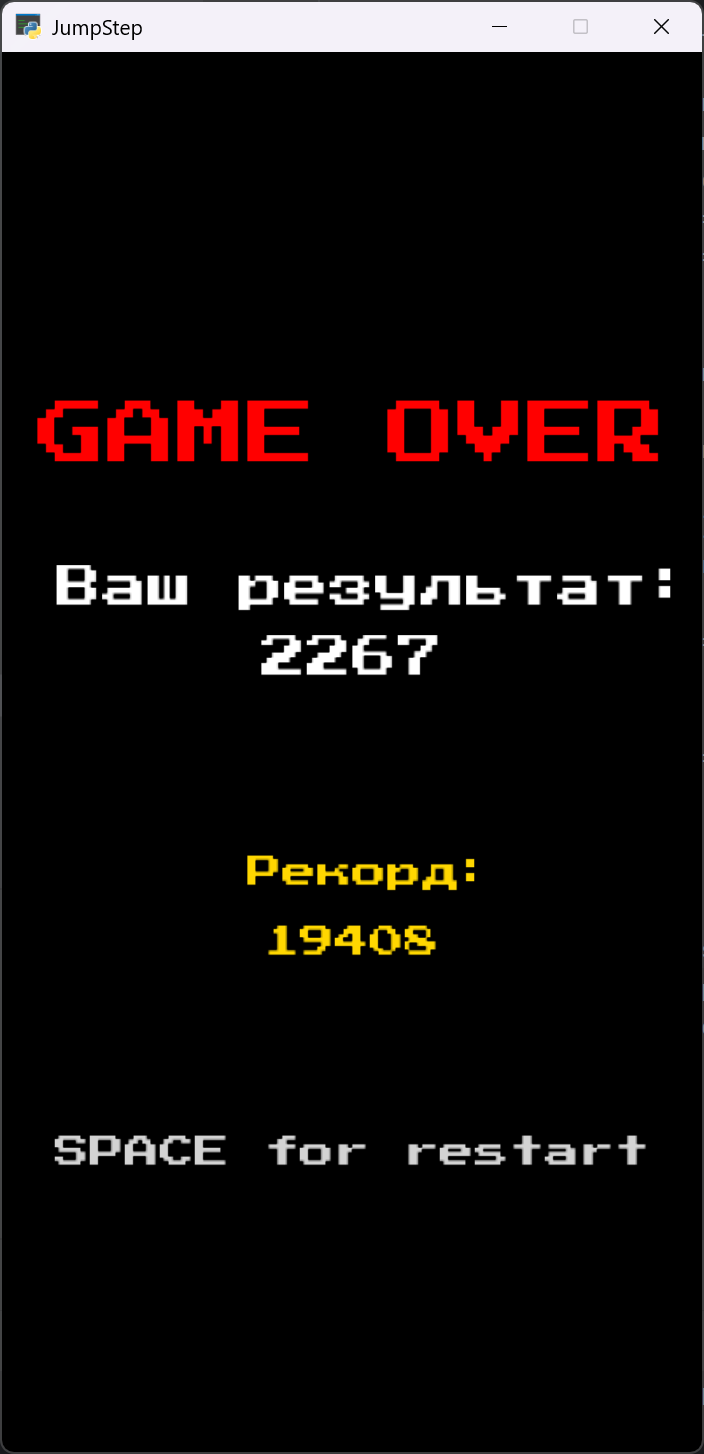 JumpStep
GAME OVER
Ваш результат:
2267
Рекорд:
19408
SPACE for restart